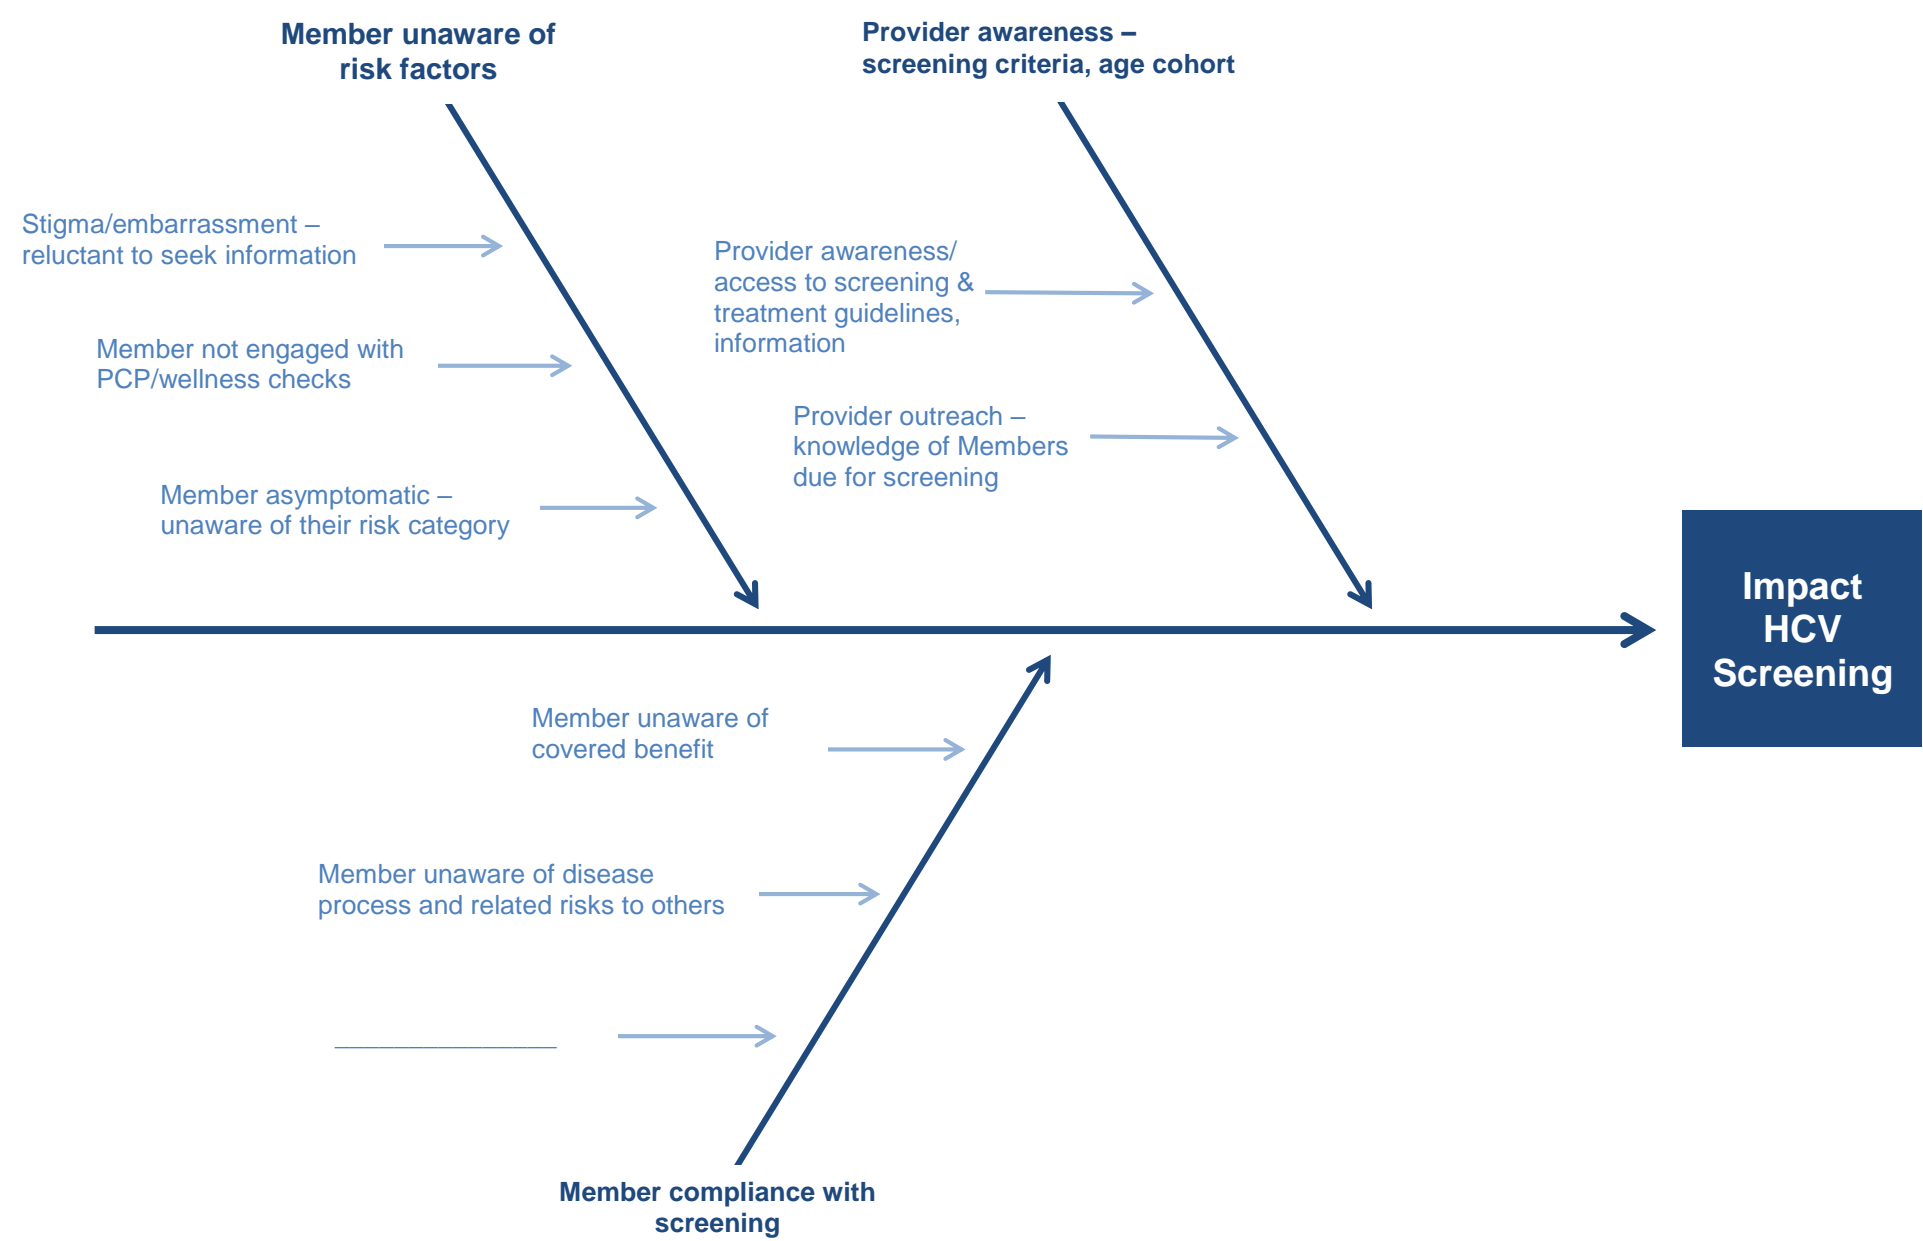 Member unaware of
risk factors
Provider awareness –
screening criteria, age cohort
Stigma/embarrassment –
reluctant to seek information
Member not engaged with
PCP/wellness checks
Member asymptomatic –
unaware of their risk category
Provider awareness/
access to screening &
treatment guidelines,
information
Provider outreach –
knowledge of Members
due for screening
Impact
HCV
Screening
Member unaware of
covered benefit
Member unaware of disease
process and related risks to others
_______________
Member compliance with
screening